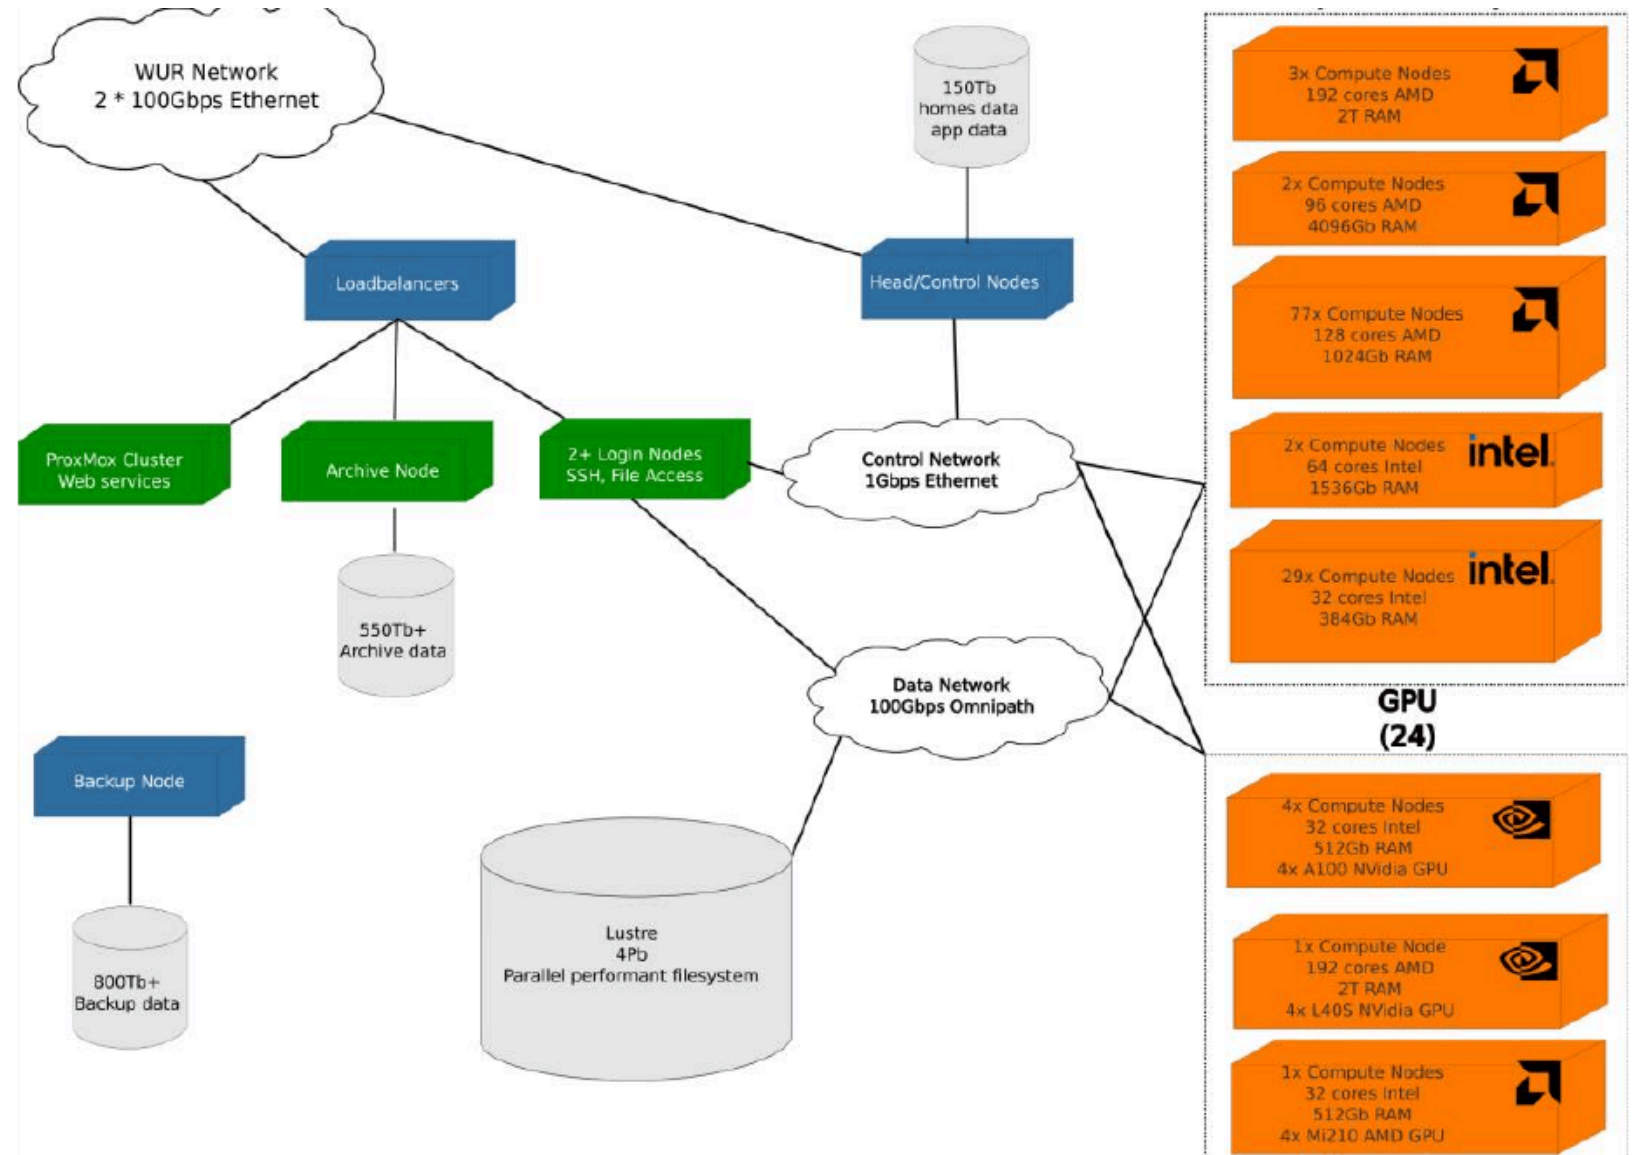 WUR Network
2 * 100Gbps Ethernet
150Tb
homes data
app data
Loadbalancers
Head/Control Nodes
ProxMox Cluster
Web services
Archive Node
2+ Login Nodes
SSH, File Access
Control Network
1Gbps Ethernet
550Tb+
Archive data
Data Network
100Gbps Omnipath
Backup Node
800Tb+
Backup data
Lustre
4Pb
Parallel performant filesystem
3x Compute Nodes
192 cores AMD
2T RAM
2x Compute Nodes
96 cores AMD
4096Gb RAM
77x Compute Nodes
128 cores AMD
1024Gb RAM
2x Compute Nodes
64 cores Intel
1536Gb RAM
intel.
29x Compute Nodes
32 cores Intel
384Gb RAM
intel.
GPU
(24)
4x Compute Nodes
32 cores Intel
512Gb RAM
4x A100 NVidia GPU
1x Compute Node
192 cores AMD
2T RAM
4x L40S NVidia GPU
1x Compute Nodes
32 cores Intel
512Gb RAM
4x Mi210 AMD GPU